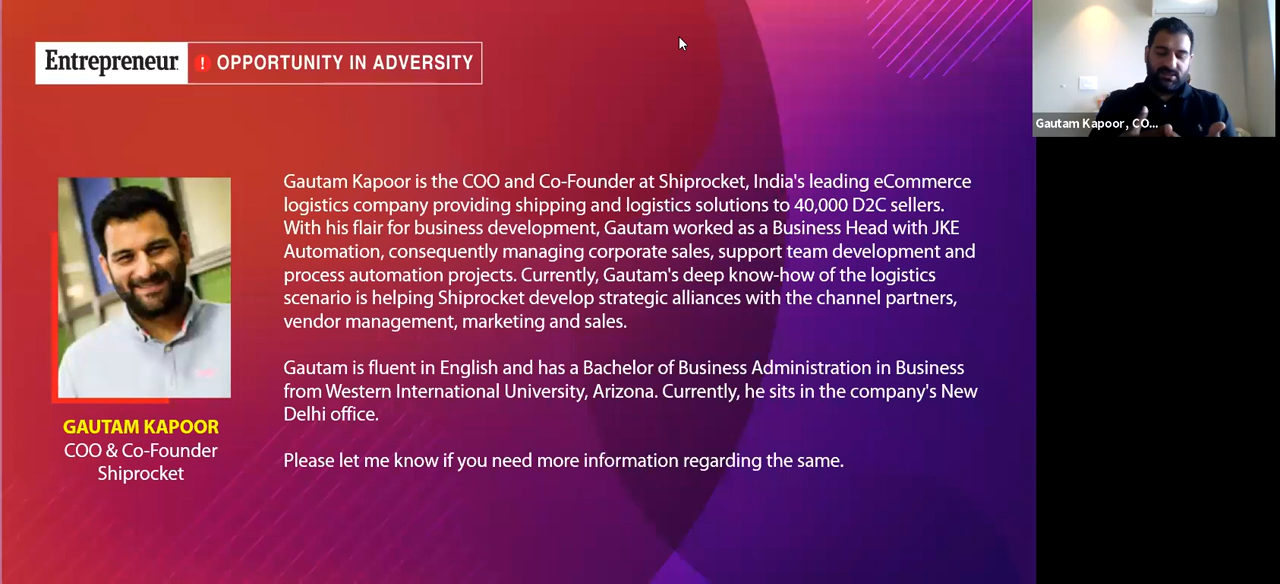 Entrepreneur
! OPPORTUNITY IN ADVERSITY
Gautam Kapoor, CO...
Gautam Kapoor is the COO and Co-Founder at Shiprocket, India's leading eCommerce
logistics company providing shipping and logistics solutions to 40,000 D2C sellers.
With his flair for business development, Gautam worked as a Business Head with JKE
Automation, consequently managing corporate sales, support team development and
process automation projects. Currently, Gautam's deep know-how of the logistics
scenario is helping Shiprocket develop strategic alliances with the channel partners,
vendor management, marketing and sales.
Gautam is fluent in English and has a Bachelor of Business Administration in Business
from Western International University, Arizona. Currently, he sits in the company's New
Delhi office.
Please let me know if you need more information regarding the same.
GAUTAM KAPOOR
COO & Co-Founder
Shiprocket